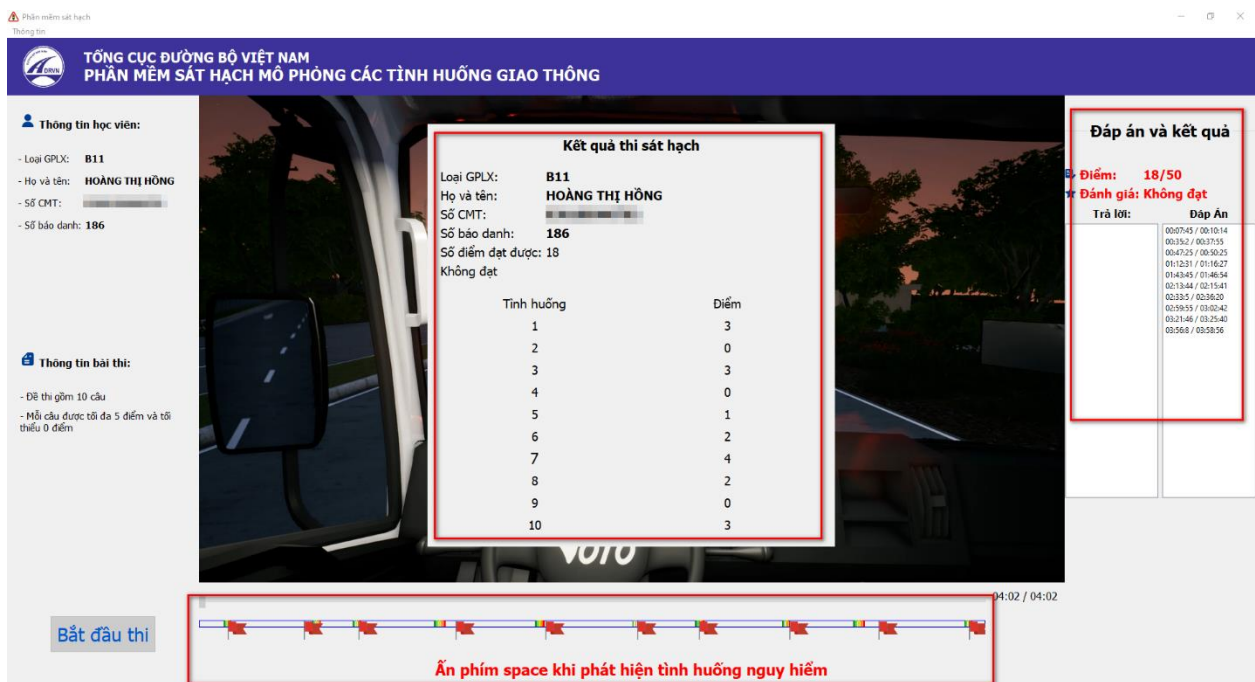 Phần mềm sát hạch
Thông tin
TỔNG CỤC ĐƯỜNG BỘ VIỆT NAM
PHẦN MỀM SÁT HẠCH MÔ PHỎNG CÁC TÌNH HUỐNG GIAO THÔNG
Thông tin học viên:
- Loại GPLX: B11
- Họ và tên: HOÀNG THỊ HỒNG
- Số CMT:
- Số báo danh: 186
Thông tin bài thi:
- Đề thi gồm 10 câu
- Mỗi câu được tối đa 5 điểm và tối
thiểu 0 điểm
Bắt đầu thi
Kết quả thi sát hạch
Loại GPLX: B11
Họ và tên: HOÀNG THỊ HỒNG
Số CMT:
Số báo danh: 186
Số điểm đạt được: 18
Không đạt
Tình huống Điểm
1 3
2 0
3 3
4 0
5 1
6 2
7 4
8 2
9 0
10 3
Đáp án và kết quả
Điểm: 18/50
Đánh giá: Không đạt
Trả lời: Đáp Án
00:07:45 / 00:10:14
00:35:2 / 00:37:55
00:47:25 / 00:50:25
01:12:31 / 01:16:27
01:43:45 / 01:46:54
02:13:44 / 02:15:41
02:33:5 / 02:36:20
02:59:55 / 03:02:42
03:21:46 / 03:25:40
03:56:8 / 03:58:56
04:02 / 04:02
Ấn phím space khi phát hiện tình huống nguy hiểm